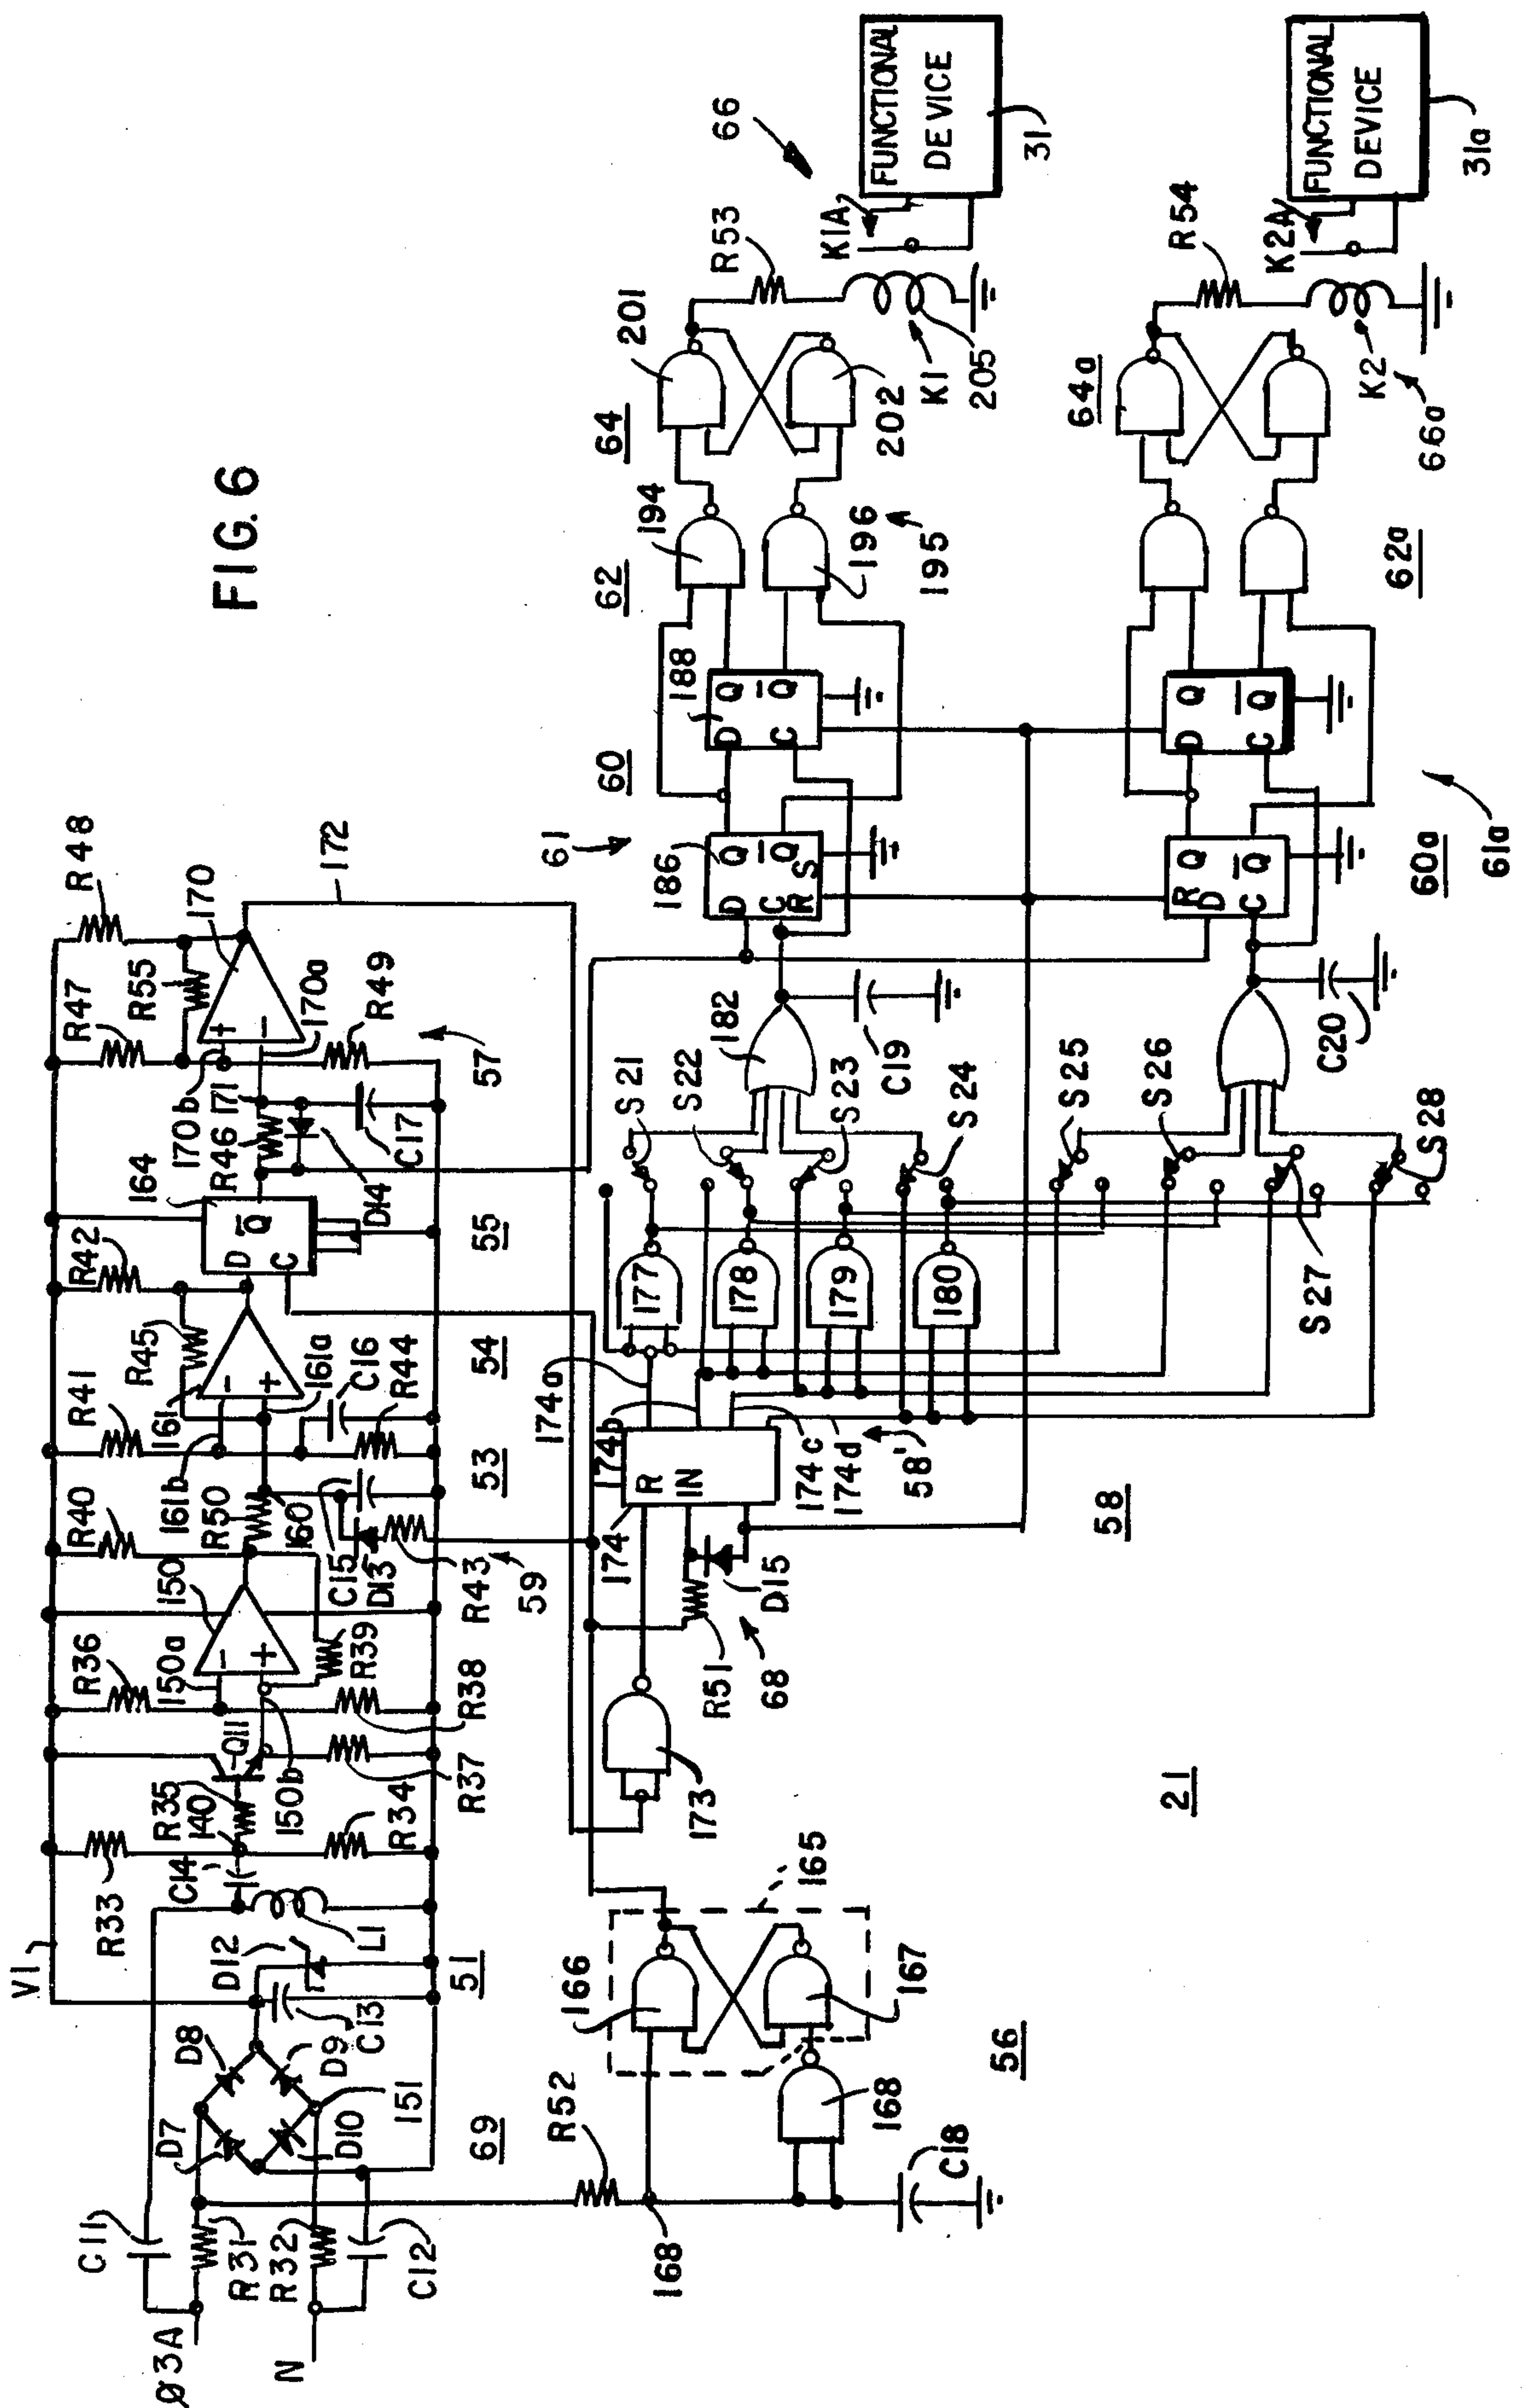 FIG. 6
V1
R33
C14
R35
140
Q11
R36
150a
150
R40
R50
161b
161
R41
R45
R42
164
R46
171
170b
R47
R55
R48
170
170a
172
C11
D7
D8
D12
D9
C13
L1
R34
150b
R37
R38
R39
160
C15
D13
R43
161a
C16
R44
D
Q
C
D14
C17
R49
Ø3A
R31
R32
N
C12
D10
151
69
51
59
53
54
55
57
R52
166
165
167
168
168
C18
56
173
R51
68
D15
174
R
IN
174a
174b
174c
174d
58'
58
177
178
179
180
S21
S22
S23
S24
182
C19
S25
S26
S27
S28
C20
61
186
D
Q
C
Q
R
S
60
188
D
Q
C
Q
62
194
196
195
64
201
202
R53
K1
205
66
K1A
FUNCTIONAL
DEVICE
31
R
D
Q
C
Q
60a
61a
D
Q
C
Q
62a
64a
R54
K2
66a
K2A
FUNCTIONAL
DEVICE
31a
21